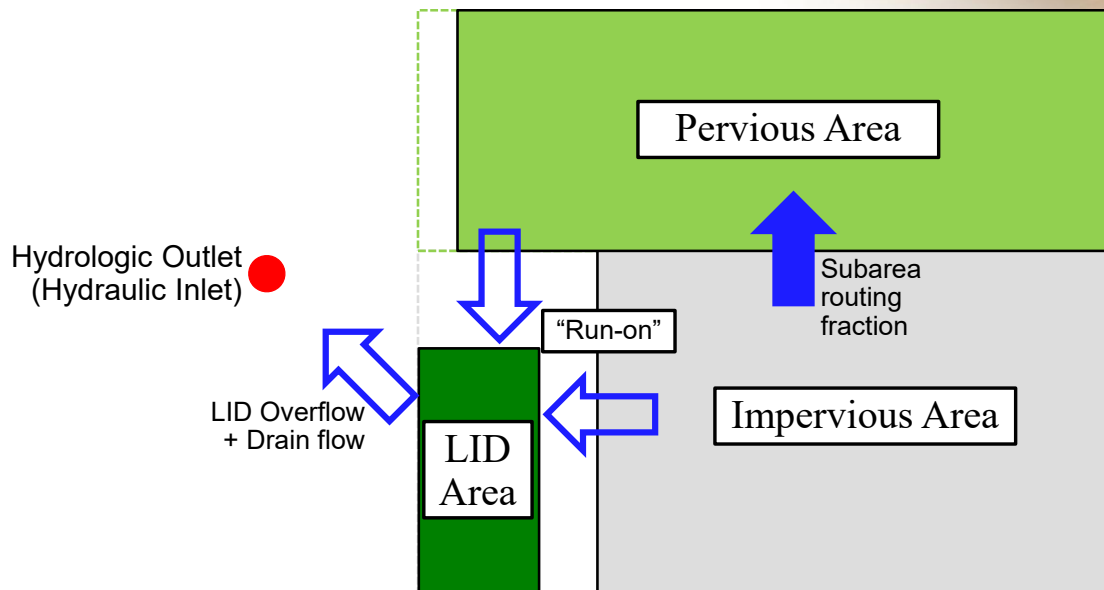 Pervious Area
Hydrologic Outlet
(Hydraulic Inlet)
Subarea
routing
fraction
“Run-on”
LID Overflow
+ Drain flow
LID
Area
Impervious Area